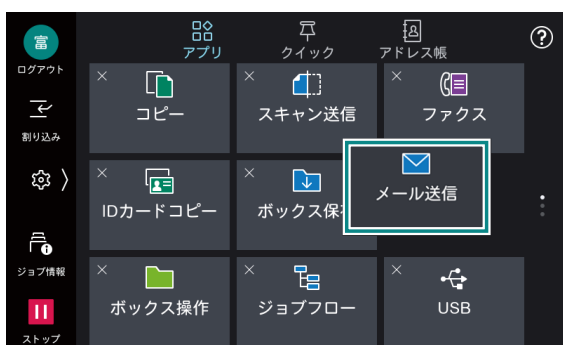 富
ログアウト
割り込み
ジョブ情報
ストップ
アプリ
クイック
アドレス帳
?
コピー
スキャン送信
ファクス
IDカードコピー
ボックス保
メール送信
ボックス操作
ジョブフロー
USB